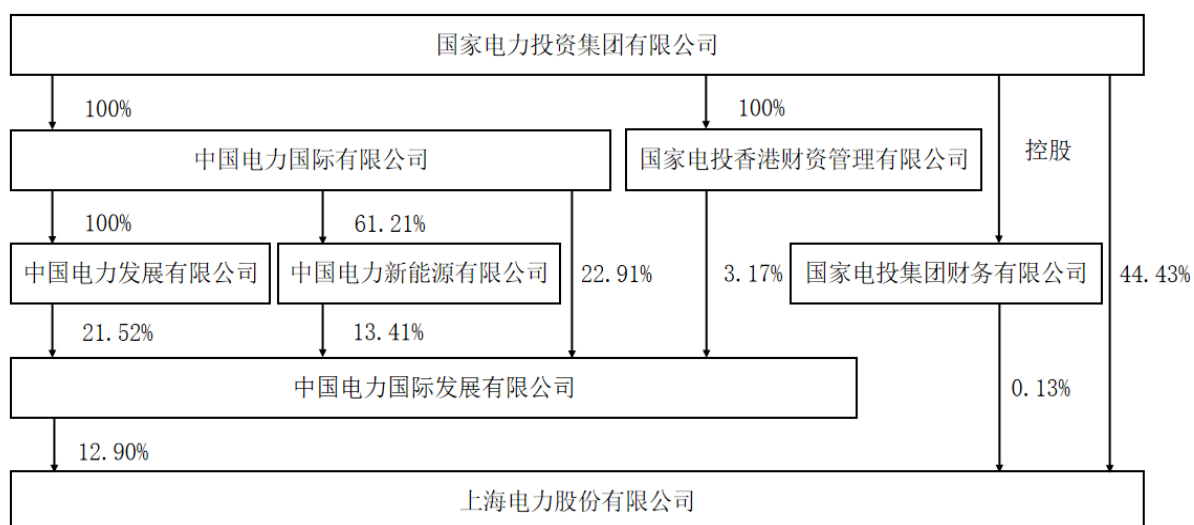 国家电力投资集团有限公司
100%
100%
中国电力国际有限公司
国家电投香港财资管理有限公司
控股
100%
61.21%
中国电力发展有限公司
中国电力新能源有限公司
22.91%
3.17%
国家电投集团财务有限公司
44.43%
21.52%
13.41%
中国电力国际发展有限公司
0.13%
12.90%
上海电力股份有限公司